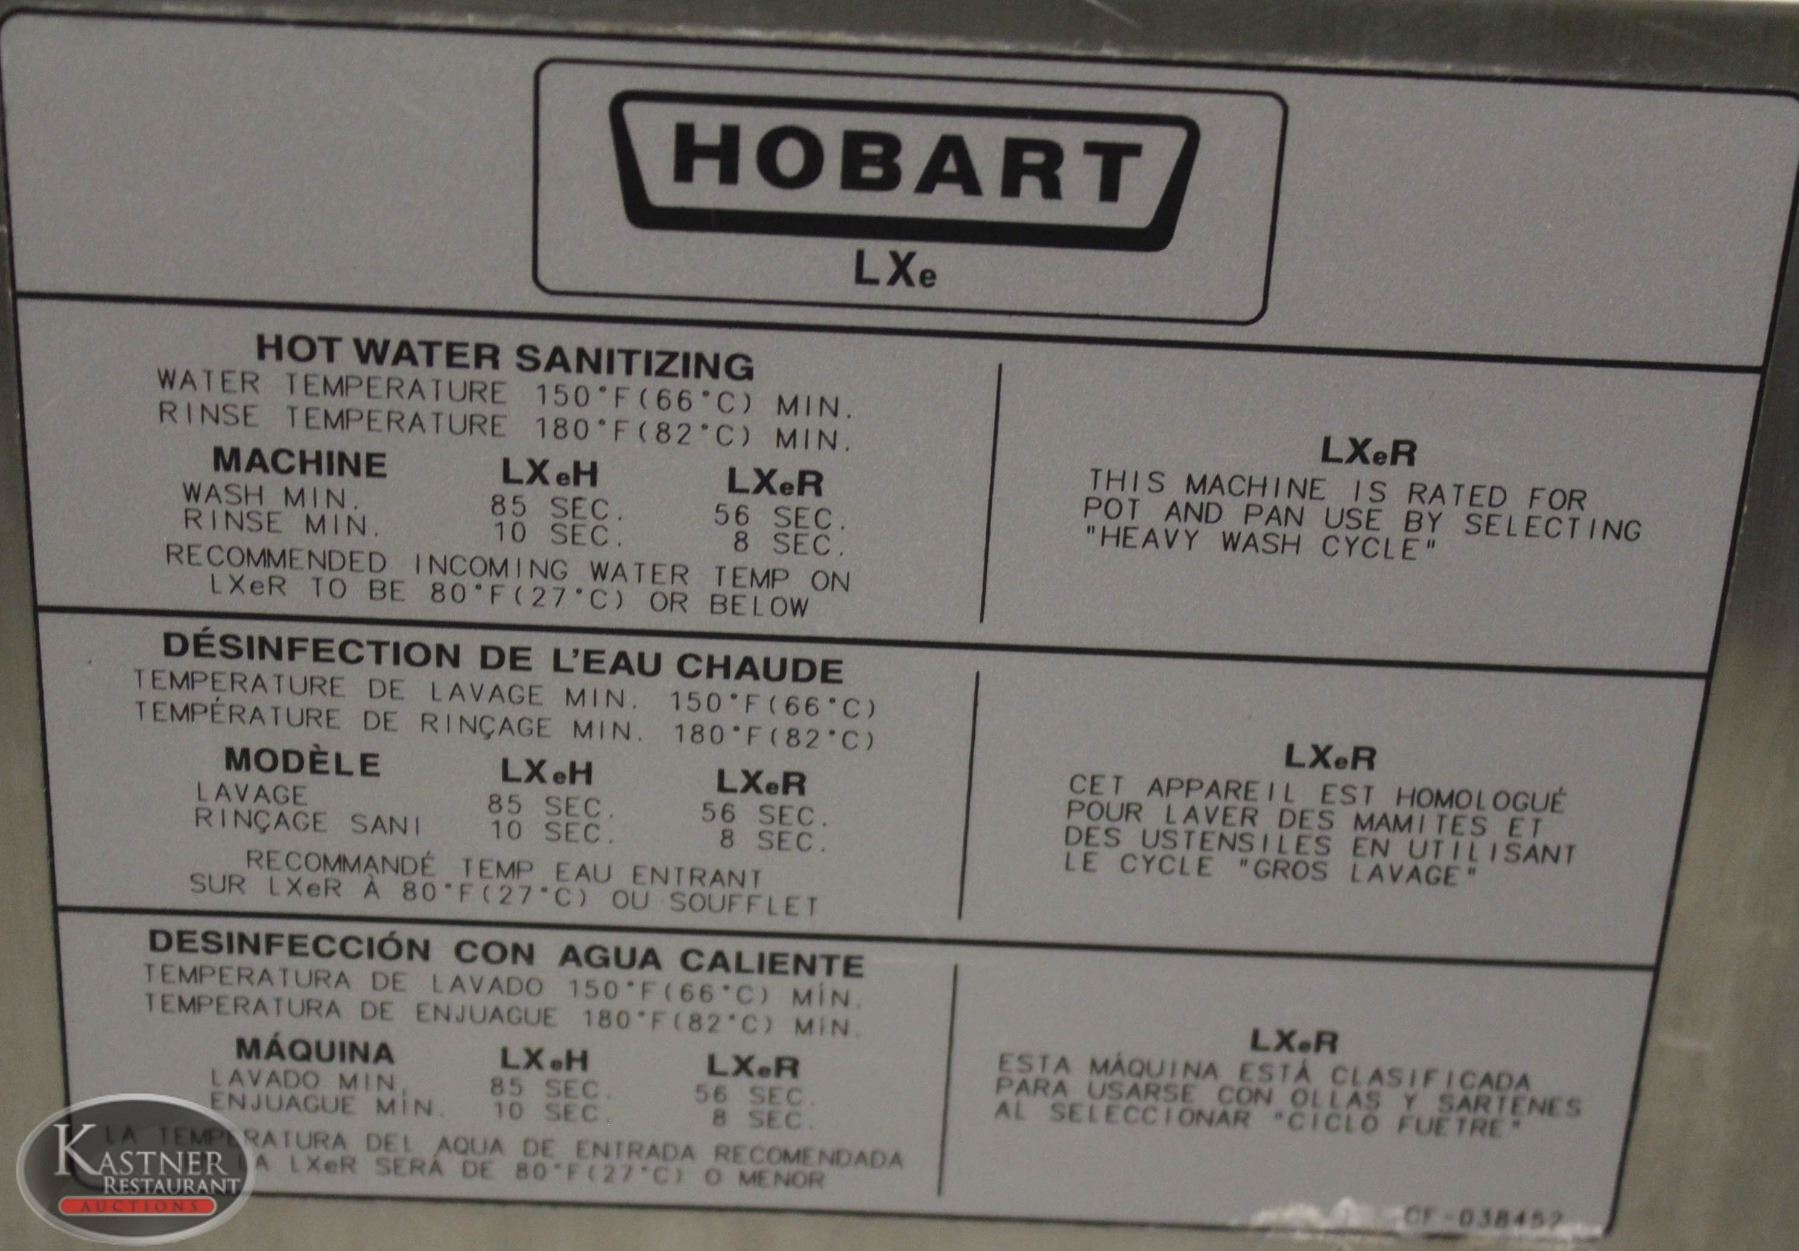 HOBART
LXe
HOT WATER SANITIZING
WATER TEMPERATURE 150°F(66°C) MIN.
RINSE TEMPERATURE 180°F(82°C) MIN.
MACHINE LXeH LXeR
WASH MIN. 85 SEC. 56 SEC.
RINSE MIN. 10 SEC. 8 SEC.
RECOMMENDED INCOMING WATER TEMP ON
LXeR TO BE 80°F(27°C) OR BELOW
LXeR
THIS MACHINE IS RATED FOR
POT AND PAN USE BY SELECTING
"HEAVY WASH CYCLE"
DÉSINFECTION DE L'EAU CHAUDE
TEMPERATURE DE LAVAGE MIN. 150°F(66°C)
TEMPÉRATURE DE RINÇAGE MIN. 180°F(82°C)
MODÈLE LXeH LXeR
LAVAGE 85 SEC. 56 SEC.
RINÇAGE SANI 10 SEC. 8 SEC.
RECOMMANDÉ TEMP EAU ENTRANT
SUR LXeR À 80°F(27°C) OU SOUFFLET
LXeR
CET APPAREIL EST HOMOLOGUÉ
POUR LAVER DES MAMITES ET
DES USTENSILES EN UTILISANT
LE CYCLE "GROS LAVAGE"
DESINFECCIÓN CON AGUA CALIENTE
TEMPERATURA DE LAVADO 150°F(66°C) MÍN.
TEMPERATURA DE ENJUAGUE 180°F(82°C) MÍN.
MÁQUINA LXeH LXeR
LAVADO MIN. 85 SEC. 56 SEC.
ENJUAGUE MÍN. 10 SEC. 8 SEC.
LA TEMPERATURA DEL AQUA DE ENTRADA RECOMENDADA
LA LXeR SERÁ DE 80°F(27°C) O MENOR
LXeR
ESTA MÁQUINA ESTÁ CLASIFICADA
PARA USARSE CON OLLAS Y SARTENES
AL SELECCIONAR "CICLO FUETRE"
CF-038452
KASTNER
RESTAURANT
AUCTIONS